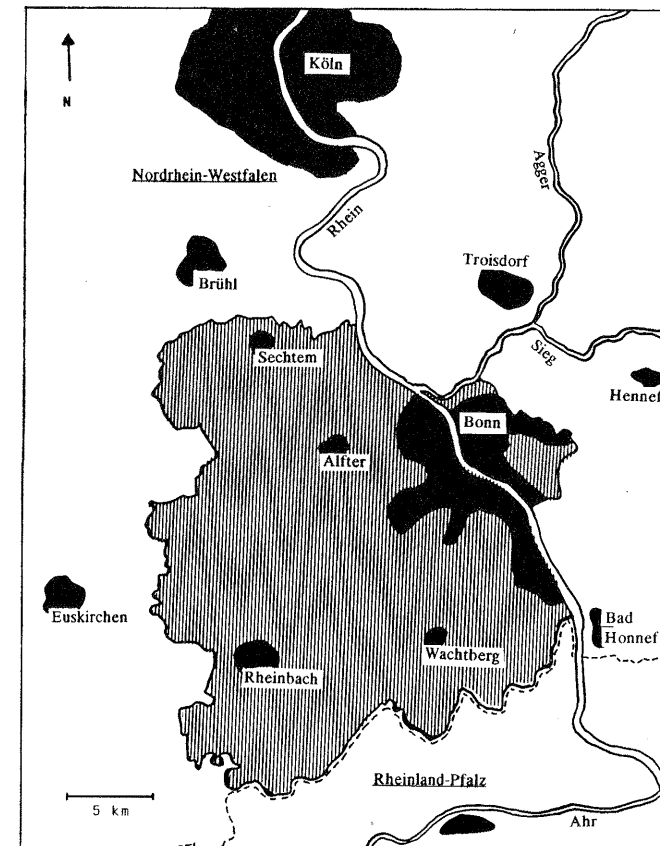 Köln
N
Nordrhein-Westfalen
Agger
Rhein
Troisdorf
Brühl
Sieg
Sechtem
Hennef
Bonn
Alfter
Euskirchen
Bad
Honnef
Wachtberg
Rheinbach
Rheinland-Pfalz
5 km
Ahr